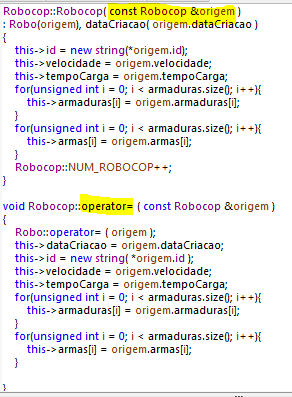 Robocop::Robocop( const Robocop &origem )
: Robo(origem), dataCriacao( origem.dataCriacao )
{
this->id = new string(*origem.id);
this->velocidade = origem.velocidade;
this->tempoCarga = origem.tempoCarga;
for(unsigned int i = 0; i < armaduras.size(); i++){
this->armaduras[i] = origem.armaduras[i];
}
for(unsigned int i = 0; i < armaduras.size(); i++){
this->armas[i] = origem.armas[i];
}
Robocop::NUM_ROBOCOP++;
}
void Robocop::operator= ( const Robocop &origem )
{
Robo::operator= ( origem );
this->dataCriacao = origem.dataCriacao;
this->id = new string( *origem.id );
this->velocidade = origem.velocidade;
this->tempoCarga = origem.tempoCarga;
for(unsigned int i = 0; i < armaduras.size(); i++){
this->armaduras[i] = origem.armaduras[i];
}
for(unsigned int i = 0; i < armaduras.size(); i++){
this->armas[i] = origem.armas[i];
}
}